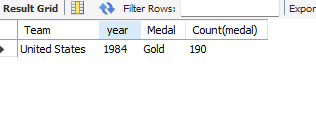 Result Grid Filter Rows: Expor
Team year Medal Count(medal)
United States 1984 Gold 190